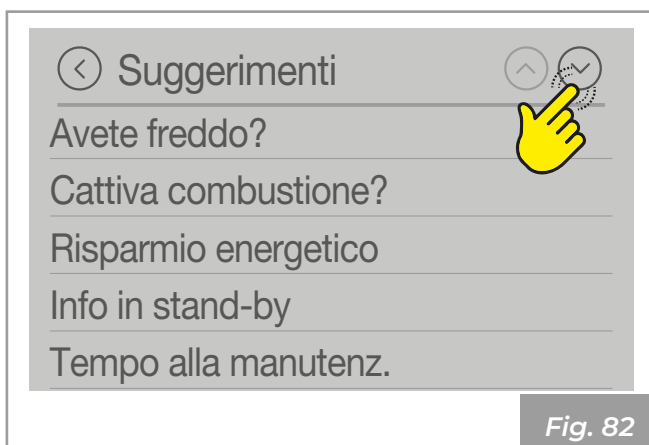 Suggerimenti
Avete freddo?
Cattiva combustione?
Risparmio energetico
Info in stand-by
Tempo alla manutenz.
Fig. 82